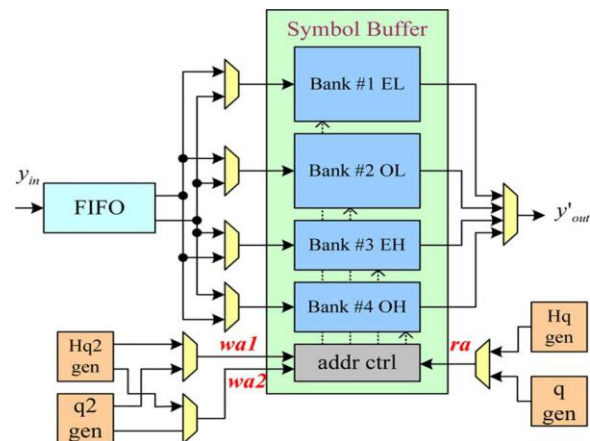 Symbol Buffer
Bank #1 EL
Bank #2 OL
y_in
FIFO
y'_out
Bank #3 EH
Bank #4 OH
Hq2
gen
wa1
addr ctrl
ra
Hq
gen
wa2
q2
gen
q
gen